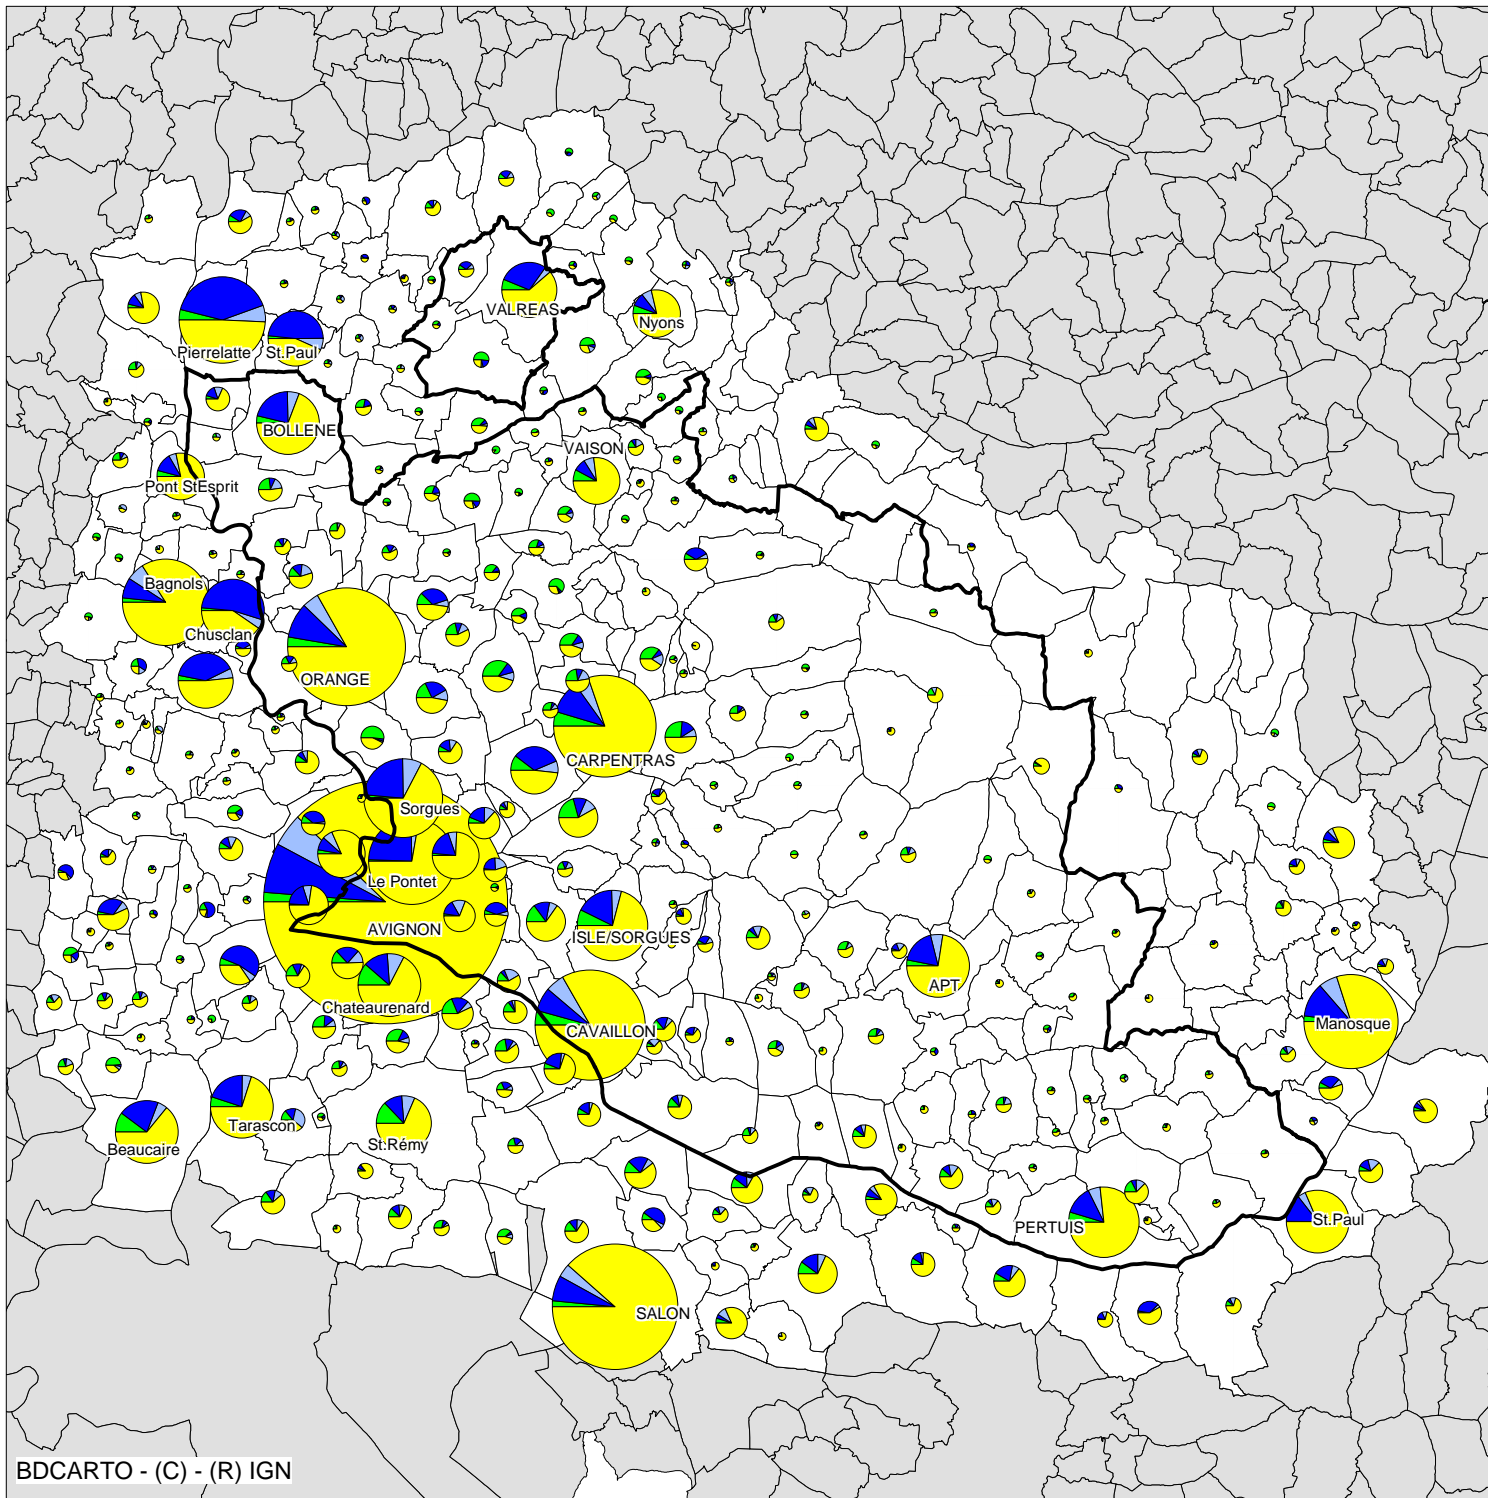 VALREAS
Nyons
Pierrelatte
St.Paul
BOLLENE
VAISON
Pont StEsprit
Bagnols
Chusclan
ORANGE
CARPENTRAS
Sorgues
Le Pontet
AVIGNON
ISLE/SORGUES
APT
Chateaurenard
CAVAILLON
Manosque
Tarascon
Beaucaire
St.Rémy
PERTUIS
St.Paul
SALON
BDCARTO - (C) - (R) IGN